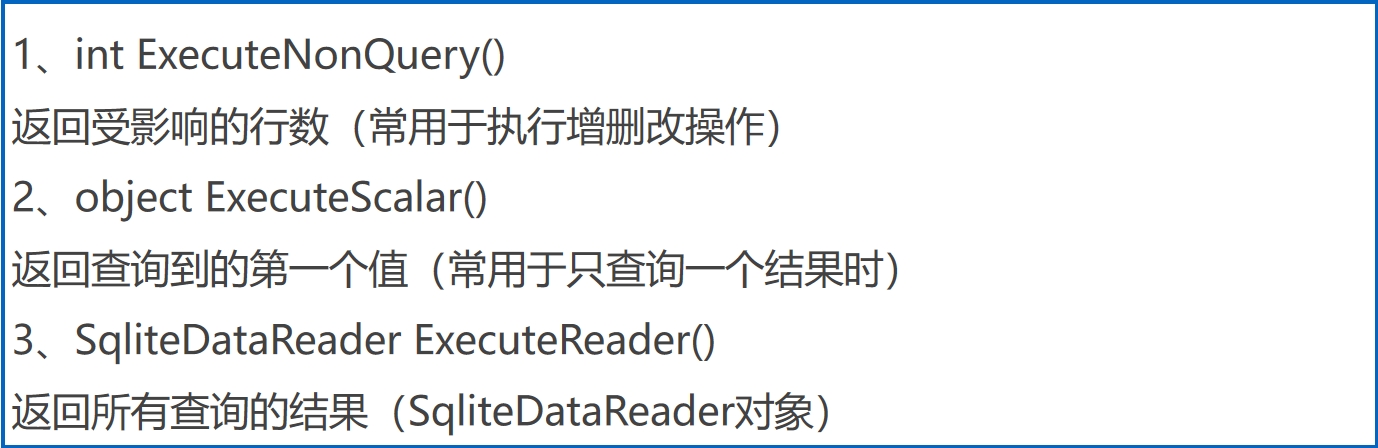 1、int ExecuteNonQuery()
返回受影响的行数（常用于执行增删改操作）
2、object ExecuteScalar()
返回查询到的第一个值（常用于只查询一个结果时）
3、SqliteDataReader ExecuteReader()
返回所有查询的结果（SqliteDataReader对象）